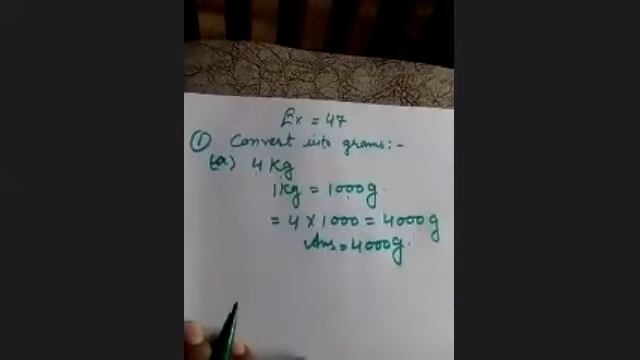 Ex = 47
① Convert into grams:-
(a) 4 Kg
1Kg = 1000g
= 4 × 1000 = 4000g
Ans = 4000g.